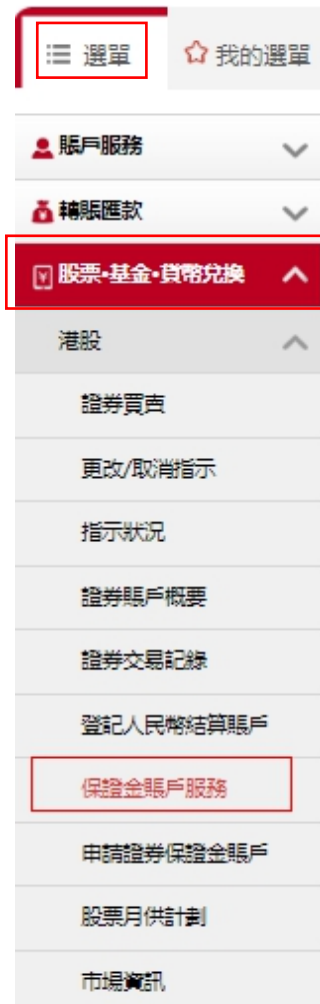 選單
我的選單
賬戶服務
轉賬匯款
股票•基金•貨幣兌換
港股
證券買賣
更改/取消指示
指示狀況
證券賬戶概要
證券交易記錄
登記人民幣結算賬戶
保證金賬戶服務
申請證券保證金賬戶
股票月供計劃
市場資訊